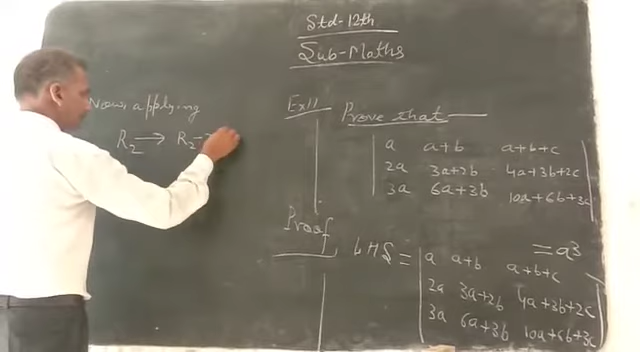 Std-12th
Sub-Maths
Now, applying
R₂ → R₂ -
Ex11 Prove that
a a+b a+b+c
2a 3a+2b 4a+3b+2c
3a 6a+3b 10a+6b+3c
= a³
Proof
LHS = a a+b a+b+c
2a 3a+2b 4a+3b+2c
3a 6a+3b 10a+6b+3c